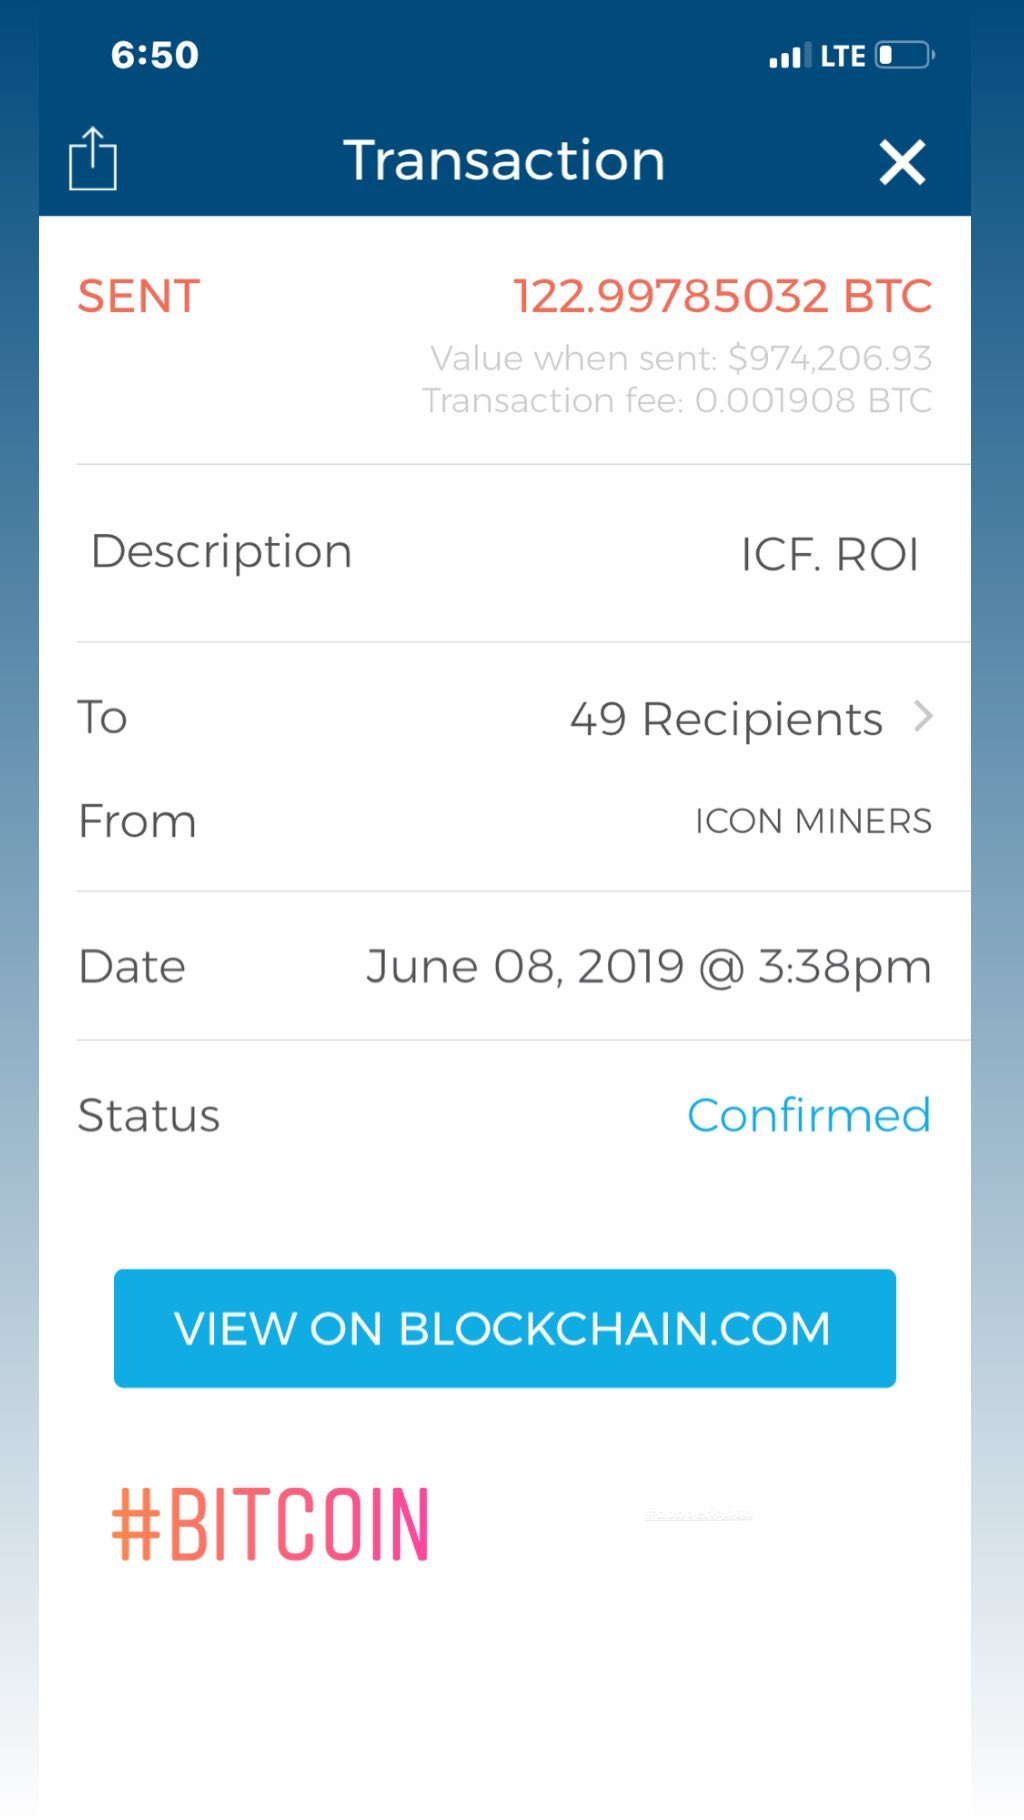 6:50 LTE
Transaction
SENT 122.99785032 BTC
Value when sent: $974,206.93
Transaction fee: 0.001908 BTC
Description ICF. ROI
To 49 Recipients
From ICON MINERS
Date June 08, 2019 @ 3:38pm
Status Confirmed
VIEW ON BLOCKCHAIN.COM
#BITCOIN